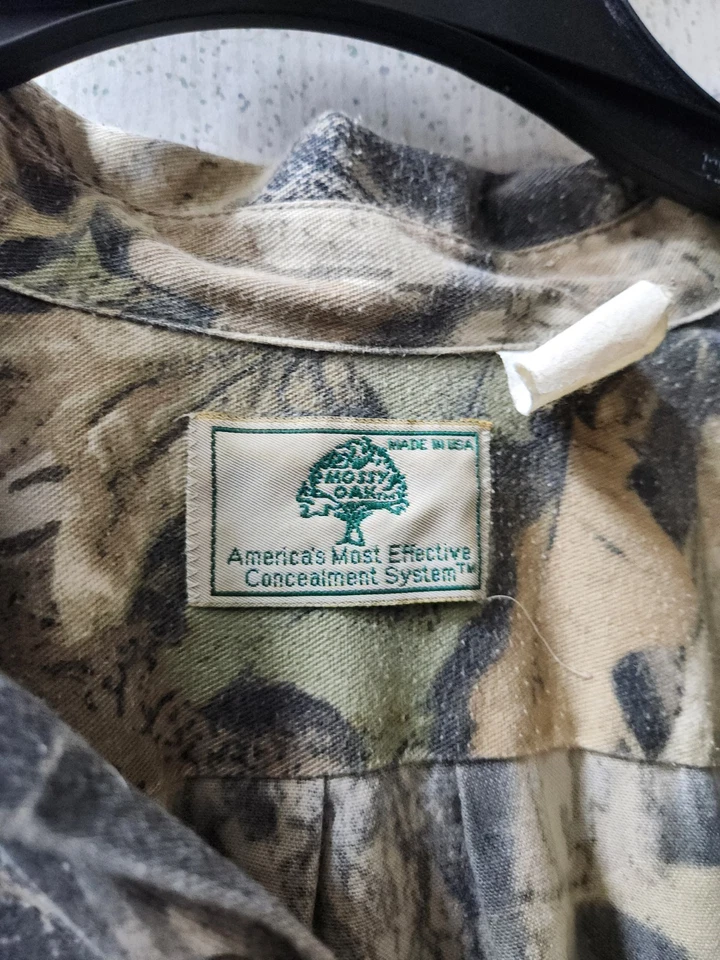 MADE IN USA
MOSSY
OAK
America's Most Effective
Concealment System™